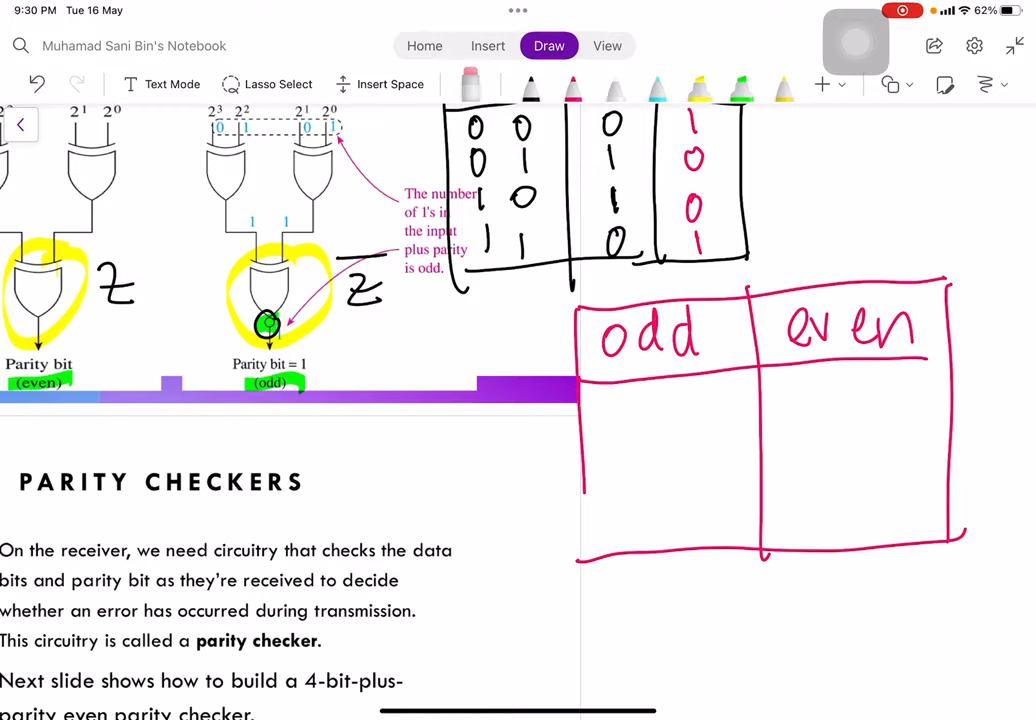 9:30 PM Tue 16 May
62%
Muhamad Sani Bin's Notebook
Home Insert Draw View
Text Mode Lasso Select Insert Space
2¹ 2⁰ 2³ 2² 2¹ 2⁰
0 1 0 1
0 0 0 1
0 1 1 0
1 0 1 0
1 1 0 1
The number
of 1's in
the input
plus parity
is odd.
1 1
Z
Z̅
1
Parity bit
(even)
Parity bit = 1
(odd)
odd even
PARITY CHECKERS
On the receiver, we need circuitry that checks the data
bits and parity bit as they're received to decide
whether an error has occurred during transmission.
This circuitry is called a parity checker.
Next slide shows how to build a 4-bit-plus-
parity even parity checker.